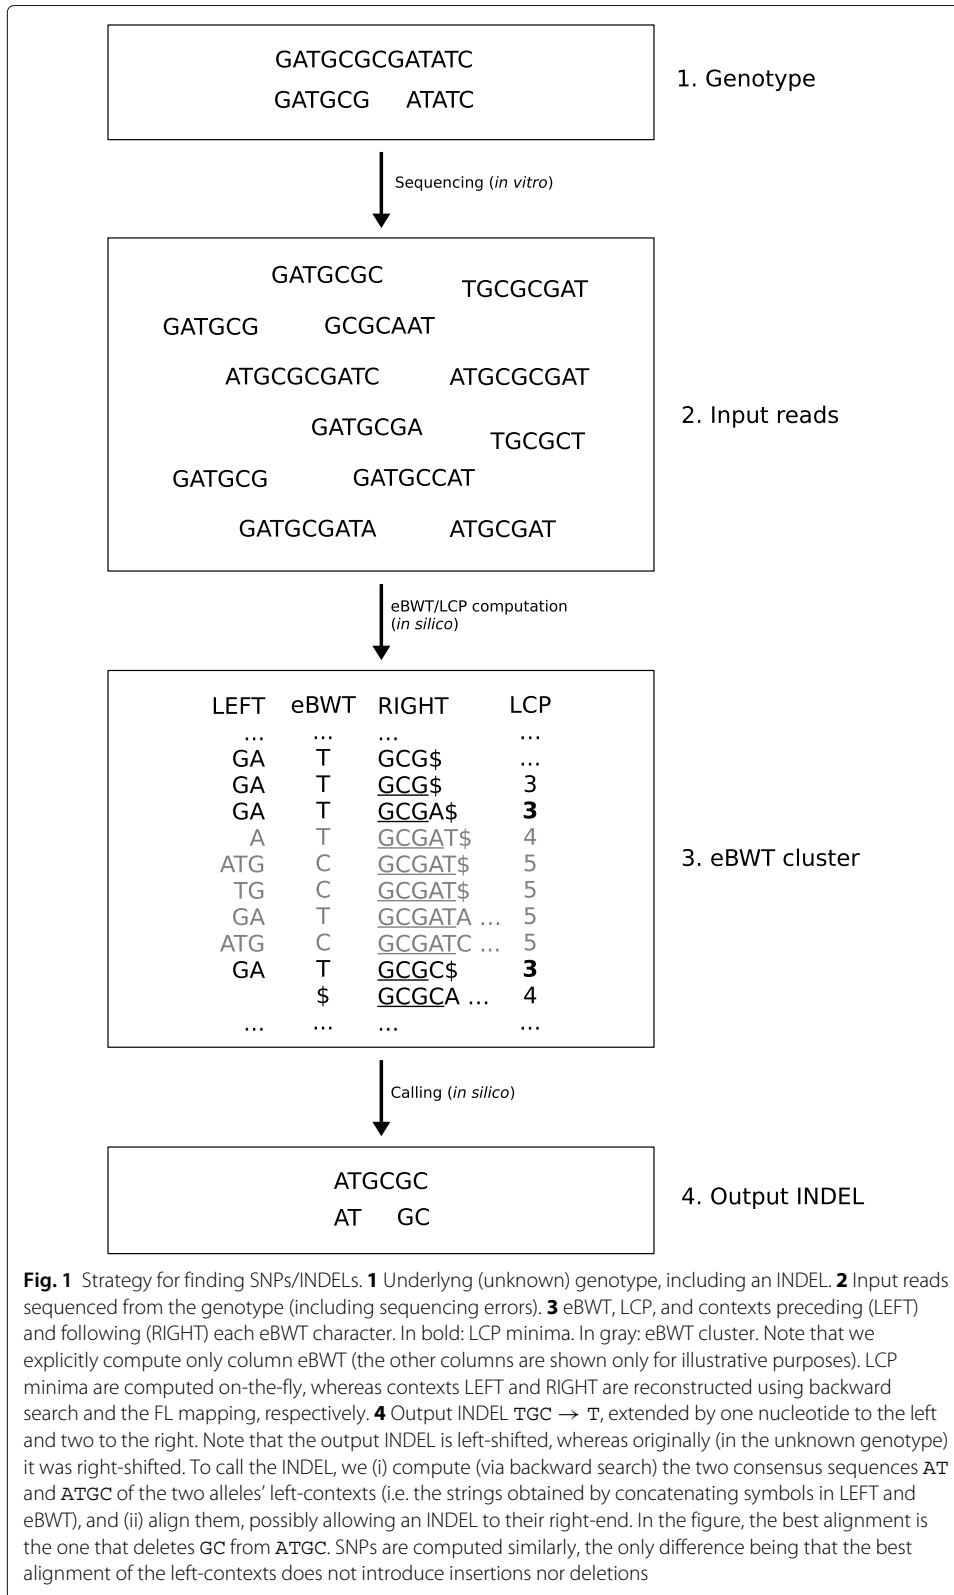 GATGCGCGATATC
GATGCG ATATC
1. Genotype
Sequencing (in vitro)
GATGCGC
TGCGCGAT
GATGCG GCGCAAT
ATGCGCGATC ATGCGCGAT
2. Input reads
GATGCGA
TGCGCT
GATGCG GATGCCAT
GATGCGATA ATGCGAT
eBWT/LCP computation
(in silico)
LEFT eBWT RIGHT LCP
... ... ... ...
GA T GCG$ ...
GA T GCG$ 3
GA T GCGA$ 3
A T GCGAT$ 4
ATG C GCGAT$ 5
3. eBWT cluster
TG C GCGAT$ 5
GA T GCGATA ... 5
ATG C GCGATC ... 5
GA T GCGC$ 3
$ GCGCA ... 4
... ... ... ...
Calling (in silico)
ATGCGC
AT GC
4. Output INDEL
Fig. 1 Strategy for finding SNPs/INDELs. 1 Underlyng (unknown) genotype, including an INDEL. 2 Input reads
sequenced from the genotype (including sequencing errors). 3 eBWT, LCP, and contexts preceding (LEFT)
and following (RIGHT) each eBWT character. In bold: LCP minima. In gray: eBWT cluster. Note that we
explicitly compute only column eBWT (the other columns are shown only for illustrative purposes). LCP
minima are computed on-the-fly, whereas contexts LEFT and RIGHT are reconstructed using backward
search and the FL mapping, respectively. 4 Output INDEL TGC → T, extended by one nucleotide to the left
and two to the right. Note that the output INDEL is left-shifted, whereas originally (in the unknown genotype)
it was right-shifted. To call the INDEL, we (i) compute (via backward search) the two consensus sequences AT
and ATGC of the two alleles' left-contexts (i.e. the strings obtained by concatenating symbols in LEFT and
eBWT), and (ii) align them, possibly allowing an INDEL to their right-end. In the figure, the best alignment is
the one that deletes GC from ATGC. SNPs are computed similarly, the only difference being that the best
alignment of the left-contexts does not introduce insertions nor deletions